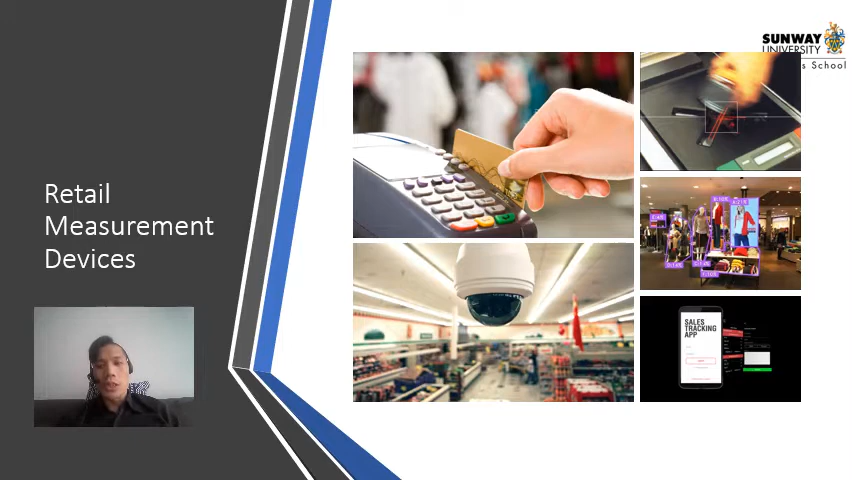 Retail
Measurement
Devices
SUNWAY
UNIVERSITY
s School
SALES
TRACKING
APP